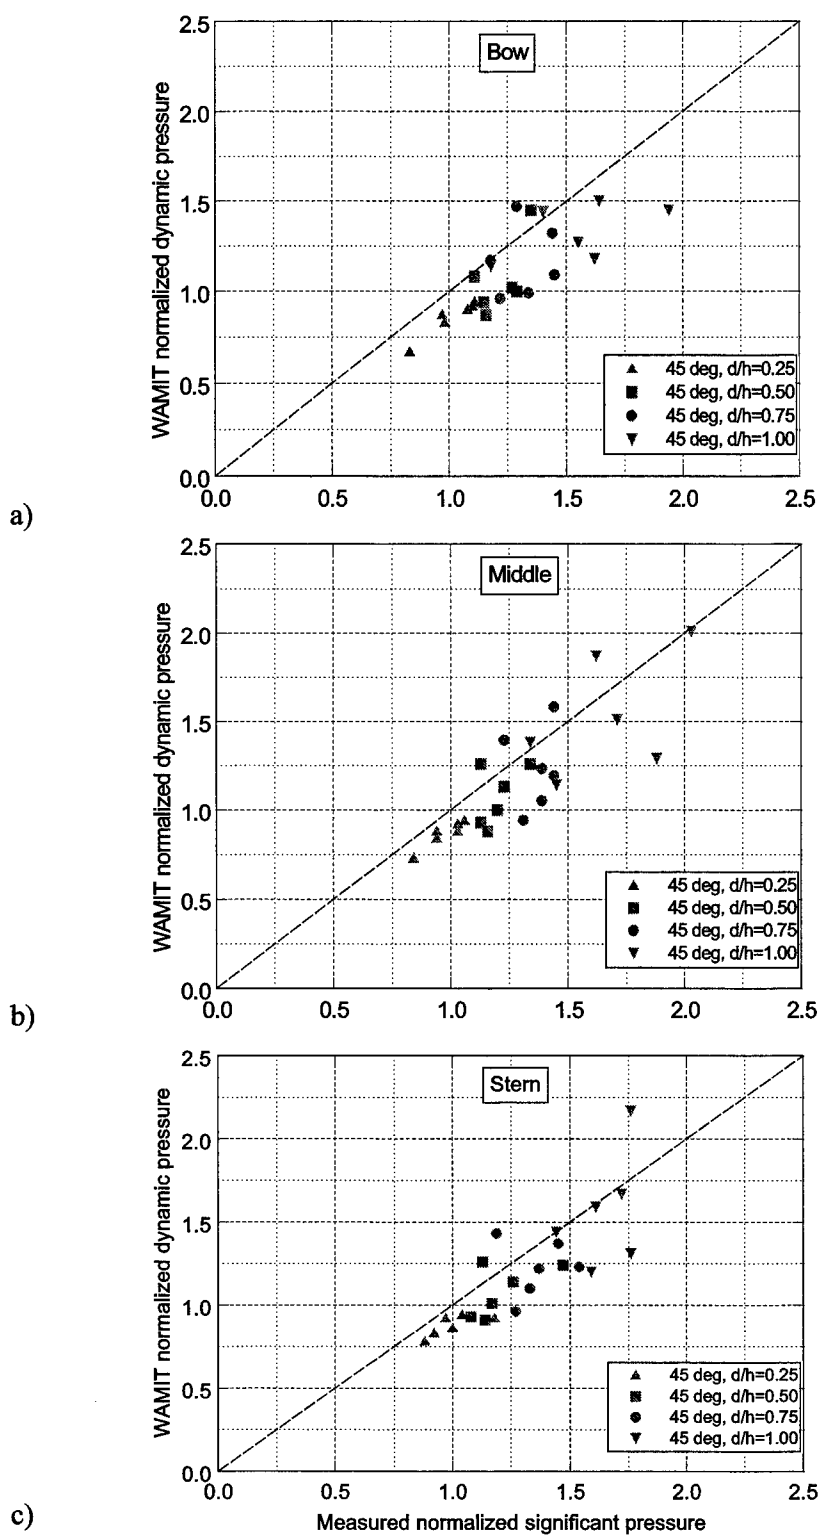 2.5
Bow
2.0
1.5
1.0
0.5
0.0
WAMIT normalized dynamic pressure
45 deg, d/h=0.25
45 deg, d/h=0.50
45 deg, d/h=0.75
45 deg, d/h=1.00
0.0 0.5 1.0 1.5 2.0 2.5
a)
2.5
Middle
2.0
1.5
1.0
0.5
0.0
WAMIT normalized dynamic pressure
45 deg, d/h=0.25
45 deg, d/h=0.50
45 deg, d/h=0.75
45 deg, d/h=1.00
0.0 0.5 1.0 1.5 2.0 2.5
b)
2.5
Stern
2.0
1.5
1.0
0.5
0.0
WAMIT normalized dynamic pressure
45 deg, d/h=0.25
45 deg, d/h=0.50
45 deg, d/h=0.75
45 deg, d/h=1.00
0.0 0.5 1.0 1.5 2.0 2.5
c)
Measured normalized significant pressure